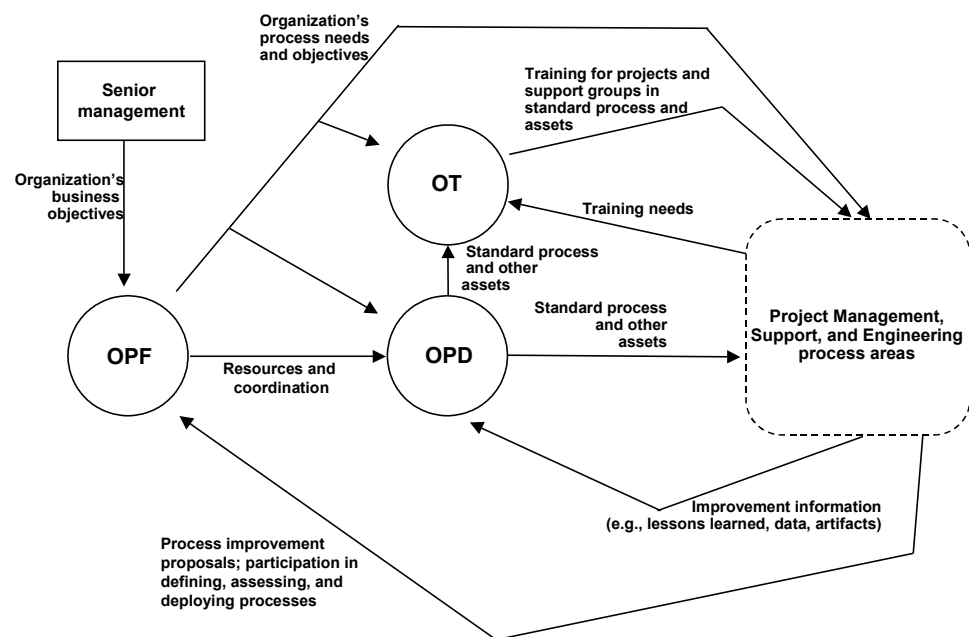 Organization’s
process needs
and objectives
Senior
management
Training for projects and
support groups in
standard process and
assets
Organization’s
business
objectives
OT
Training needs
Standard process
and other
assets
Standard process
and other
assets
Project Management,
Support, and Engineering
process areas
OPF
OPD
Resources and
coordination
Improvement information
(e.g., lessons learned, data, artifacts)
Process improvement
proposals; participation in
defining, assessing, and
deploying processes